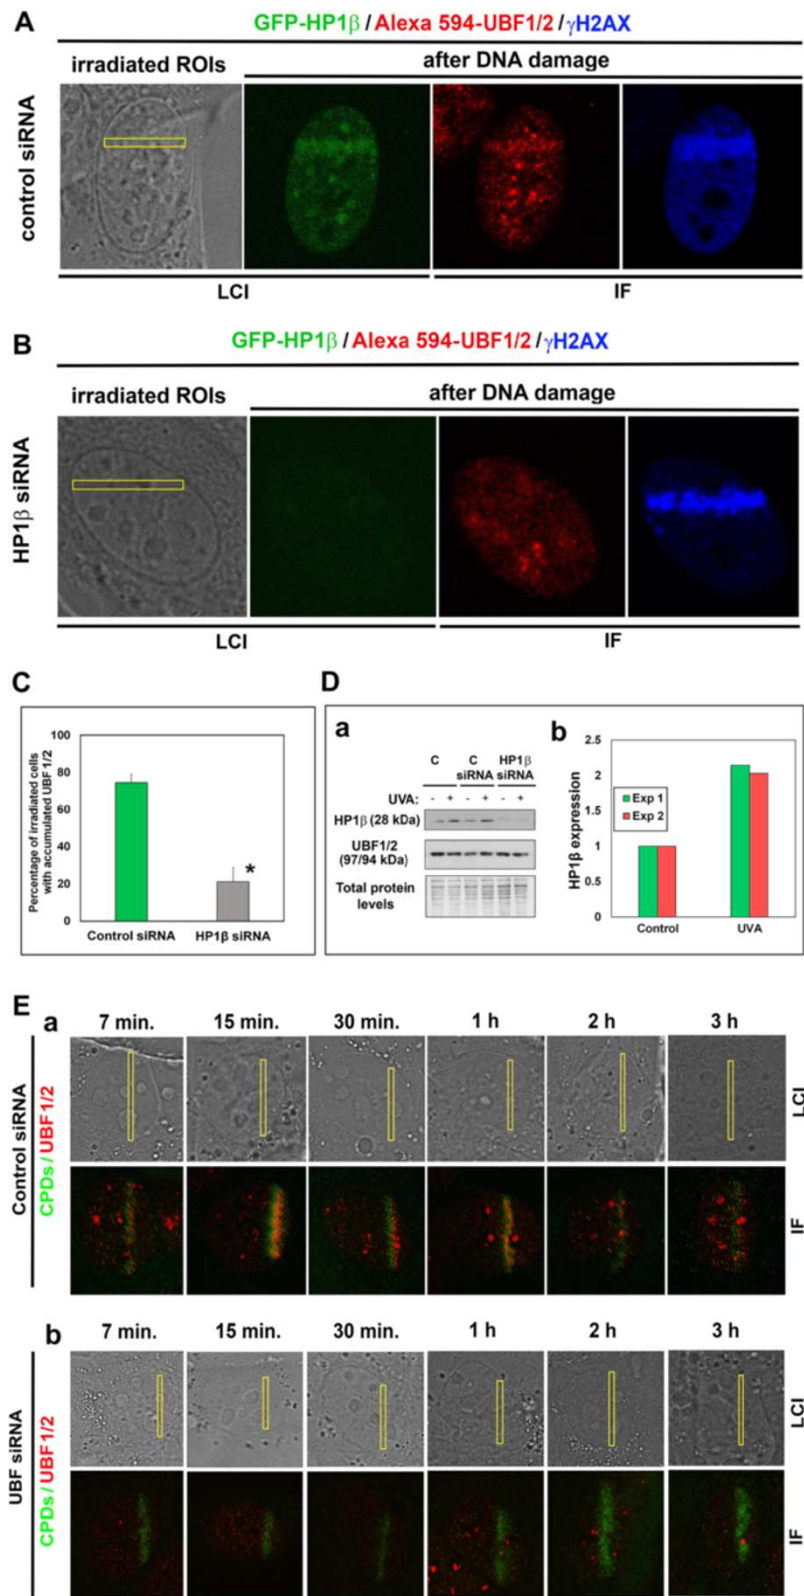 A
GFP-HP1β / Alexa 594-UBF1/2 / γH2AX
irradiated ROIs
after DNA damage
control siRNA
LCI
IF
B
GFP-HP1β / Alexa 594-UBF1/2 / γH2AX
irradiated ROIs
after DNA damage
HP1β siRNA
LCI
IF
C
Percentage of irradiated cells
with accumulated UBF 1/2
100
80
60
40
20
0
*
Control siRNA
HP1β siRNA
D
a
C
C
siRNA
HP1β
siRNA
UVA: - + - + - +
HP1β (28 kDa)
UBF1/2
(97/94 kDa)
Total protein
levels
b
HP1β expression
2.5
2
1.5
1
0.5
0
Exp 1
Exp 2
Control
UVA
E
a
7 min. 15 min. 30 min. 1 h 2 h 3 h
Control siRNA
CPDs / UBF1/2
LCI
IF
b
7 min. 15 min. 30 min. 1 h 2 h 3 h
UBF siRNA
CPDs / UBF1/2
LCI
IF